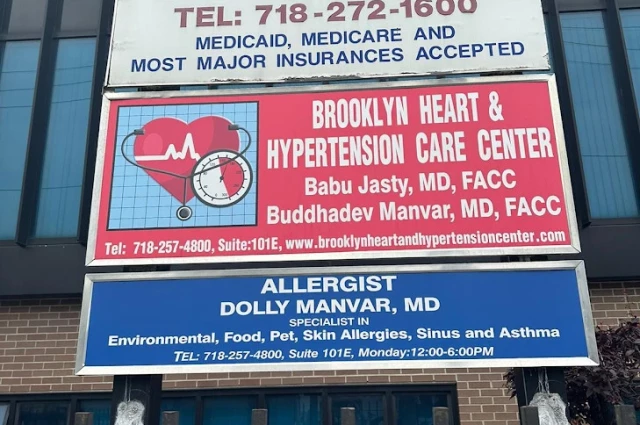 TEL: 718-272-1600
MEDICAID, MEDICARE AND
MOST MAJOR INSURANCES ACCEPTED
BROOKLYN HEART &
HYPERTENSION CARE CENTER
Babu Jasty, MD, FACC
Buddhadev Manvar, MD, FACC
Tel: 718-257-4800, Suite:101E, www.brooklynheartandhypertensioncenter.com
ALLERGIST
DOLLY MANVAR, MD
SPECIALIST IN
Environmental, Food, Pet, Skin Allergies, Sinus and Asthma
TEL: 718-257-4800, Suite 101E, Monday:12:00-6:00PM